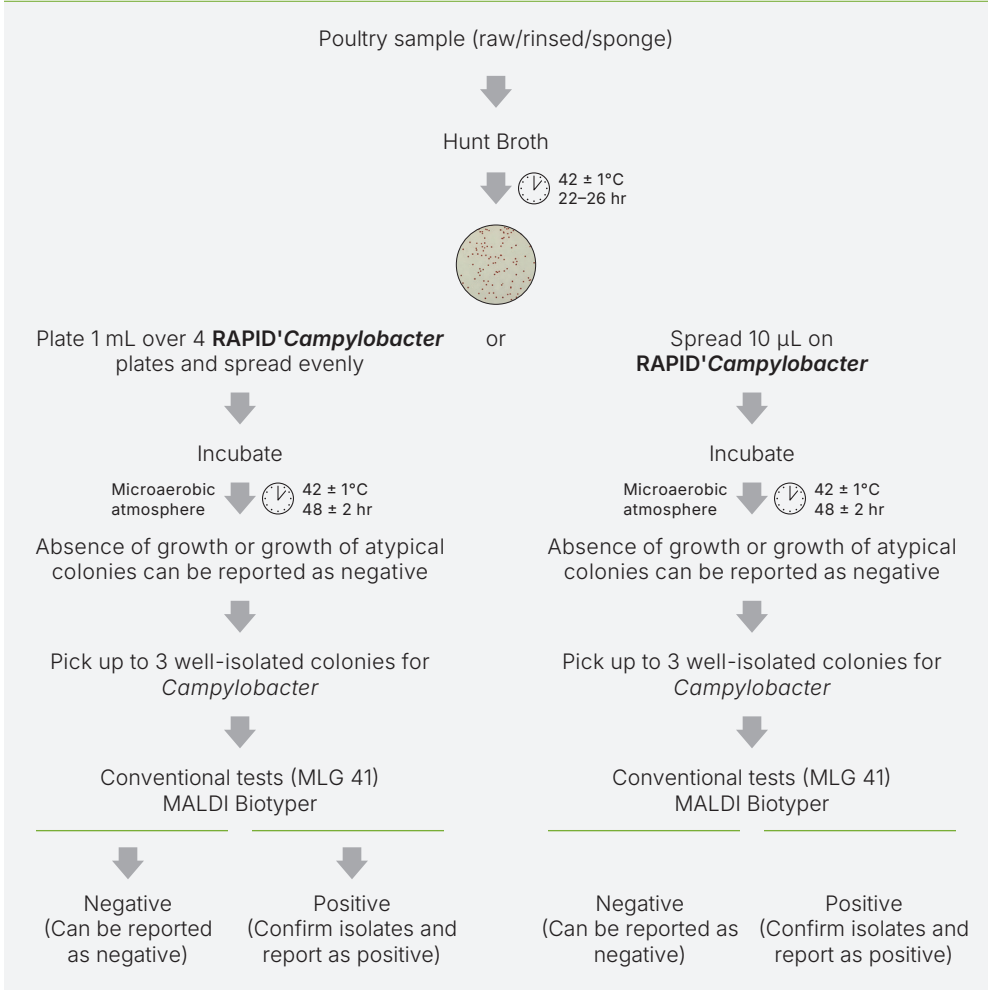 Poultry sample (raw/rinsed/sponge)
Hunt Broth
42 ± 1°C
22–26 hr
Plate 1 mL over 4 RAPID'Campylobacter
plates and spread evenly
or
Spread 10 µL on
RAPID'Campylobacter
Incubate
Microaerobic
atmosphere
42 ± 1°C
48 ± 2 hr
Absence of growth or growth of atypical
colonies can be reported as negative
Pick up to 3 well-isolated colonies for
Campylobacter
Conventional tests (MLG 41)
MALDI Biotyper
Negative
(Can be reported
as negative)
Positive
(Confirm isolates and
report as positive)
Incubate
Microaerobic
atmosphere
42 ± 1°C
48 ± 2 hr
Absence of growth or growth of atypical
colonies can be reported as negative
Pick up to 3 well-isolated colonies for
Campylobacter
Conventional tests (MLG 41)
MALDI Biotyper
Negative
(Can be reported as
negative)
Positive
(Confirm isolates and
report as positive)